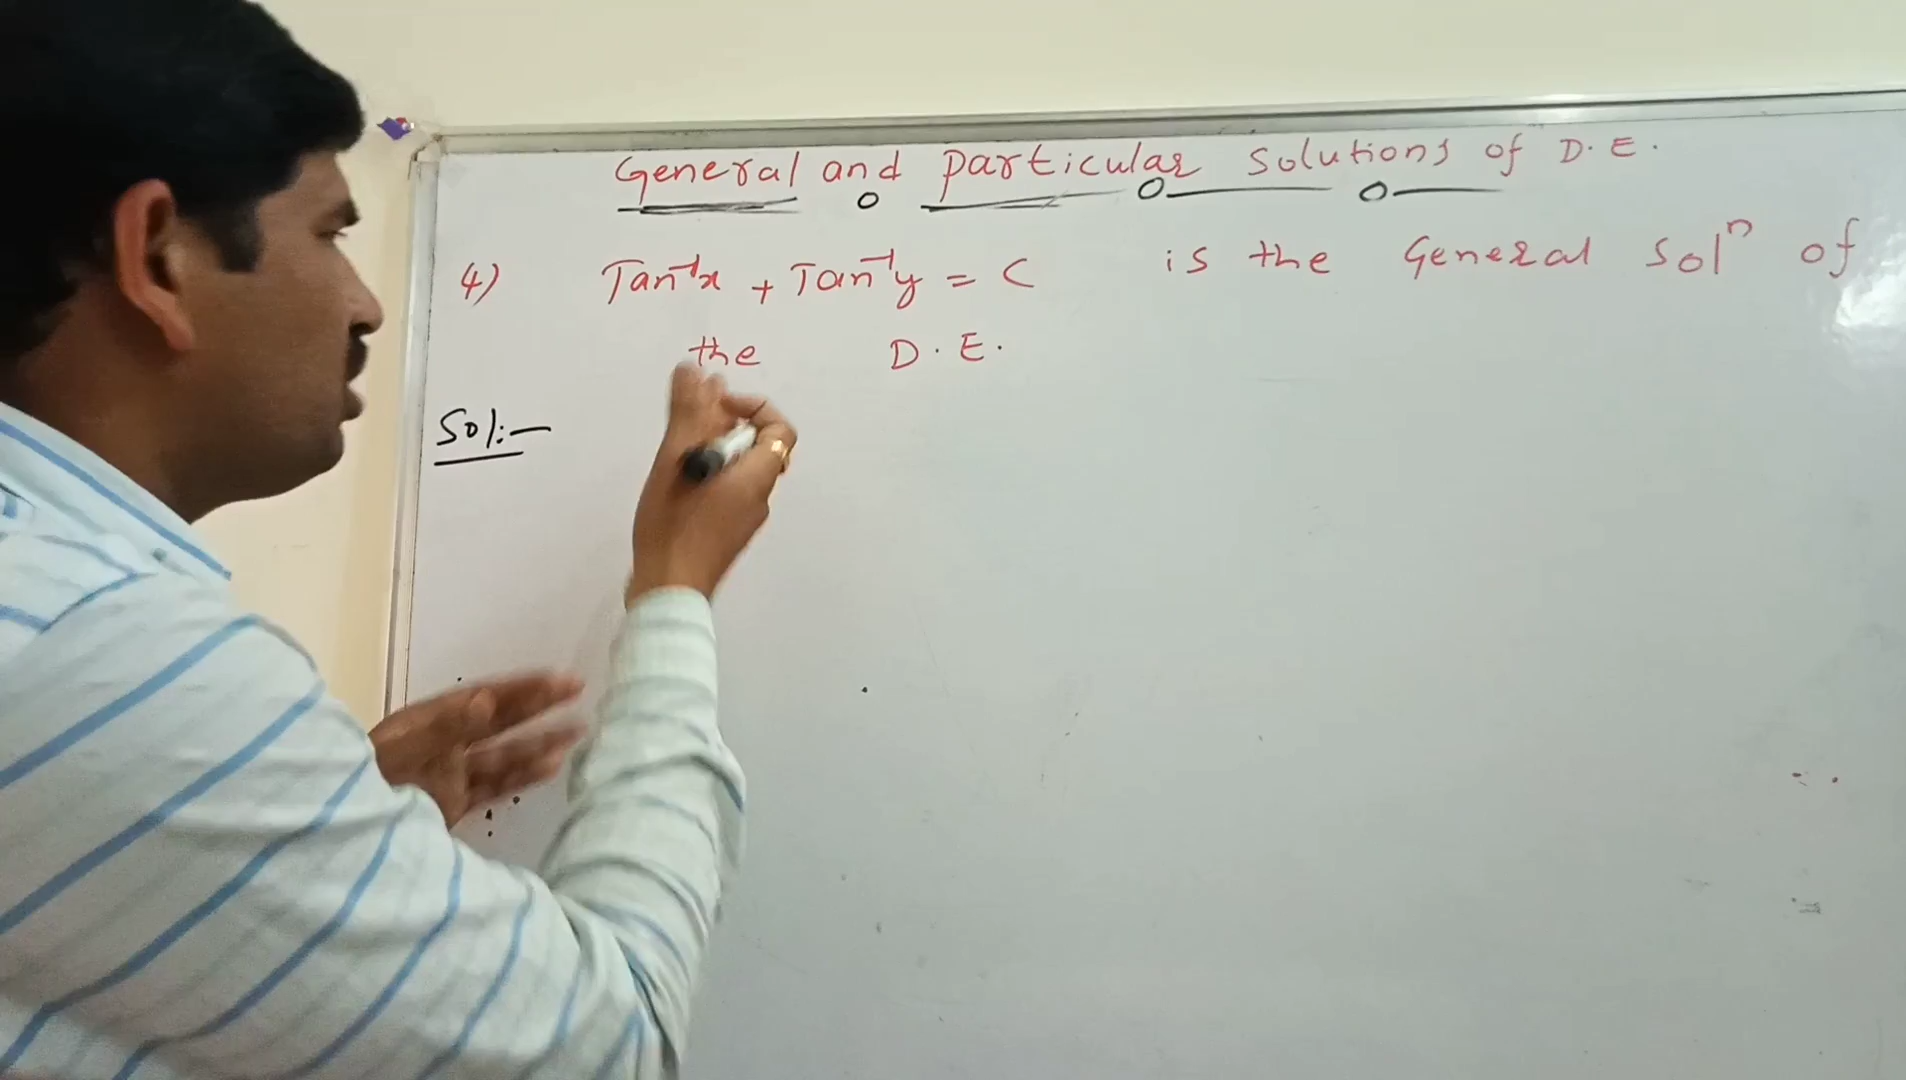 General and particular solutions of D.E.
4) Tan⁻¹x + Tan⁻¹y = C is the General solⁿ of
the D.E.
Sol:-